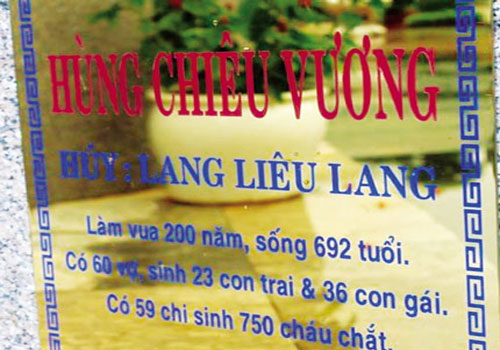 HÙNG CHIÊU VƯƠNG
HÚY : LANG LIÊU LANG
Làm vua 200 năm, sống 692 tuổi.
Có 60 vợ, sinh 23 con trai & 36 con gái.
Có 59 chi sinh 750 cháu chắt.